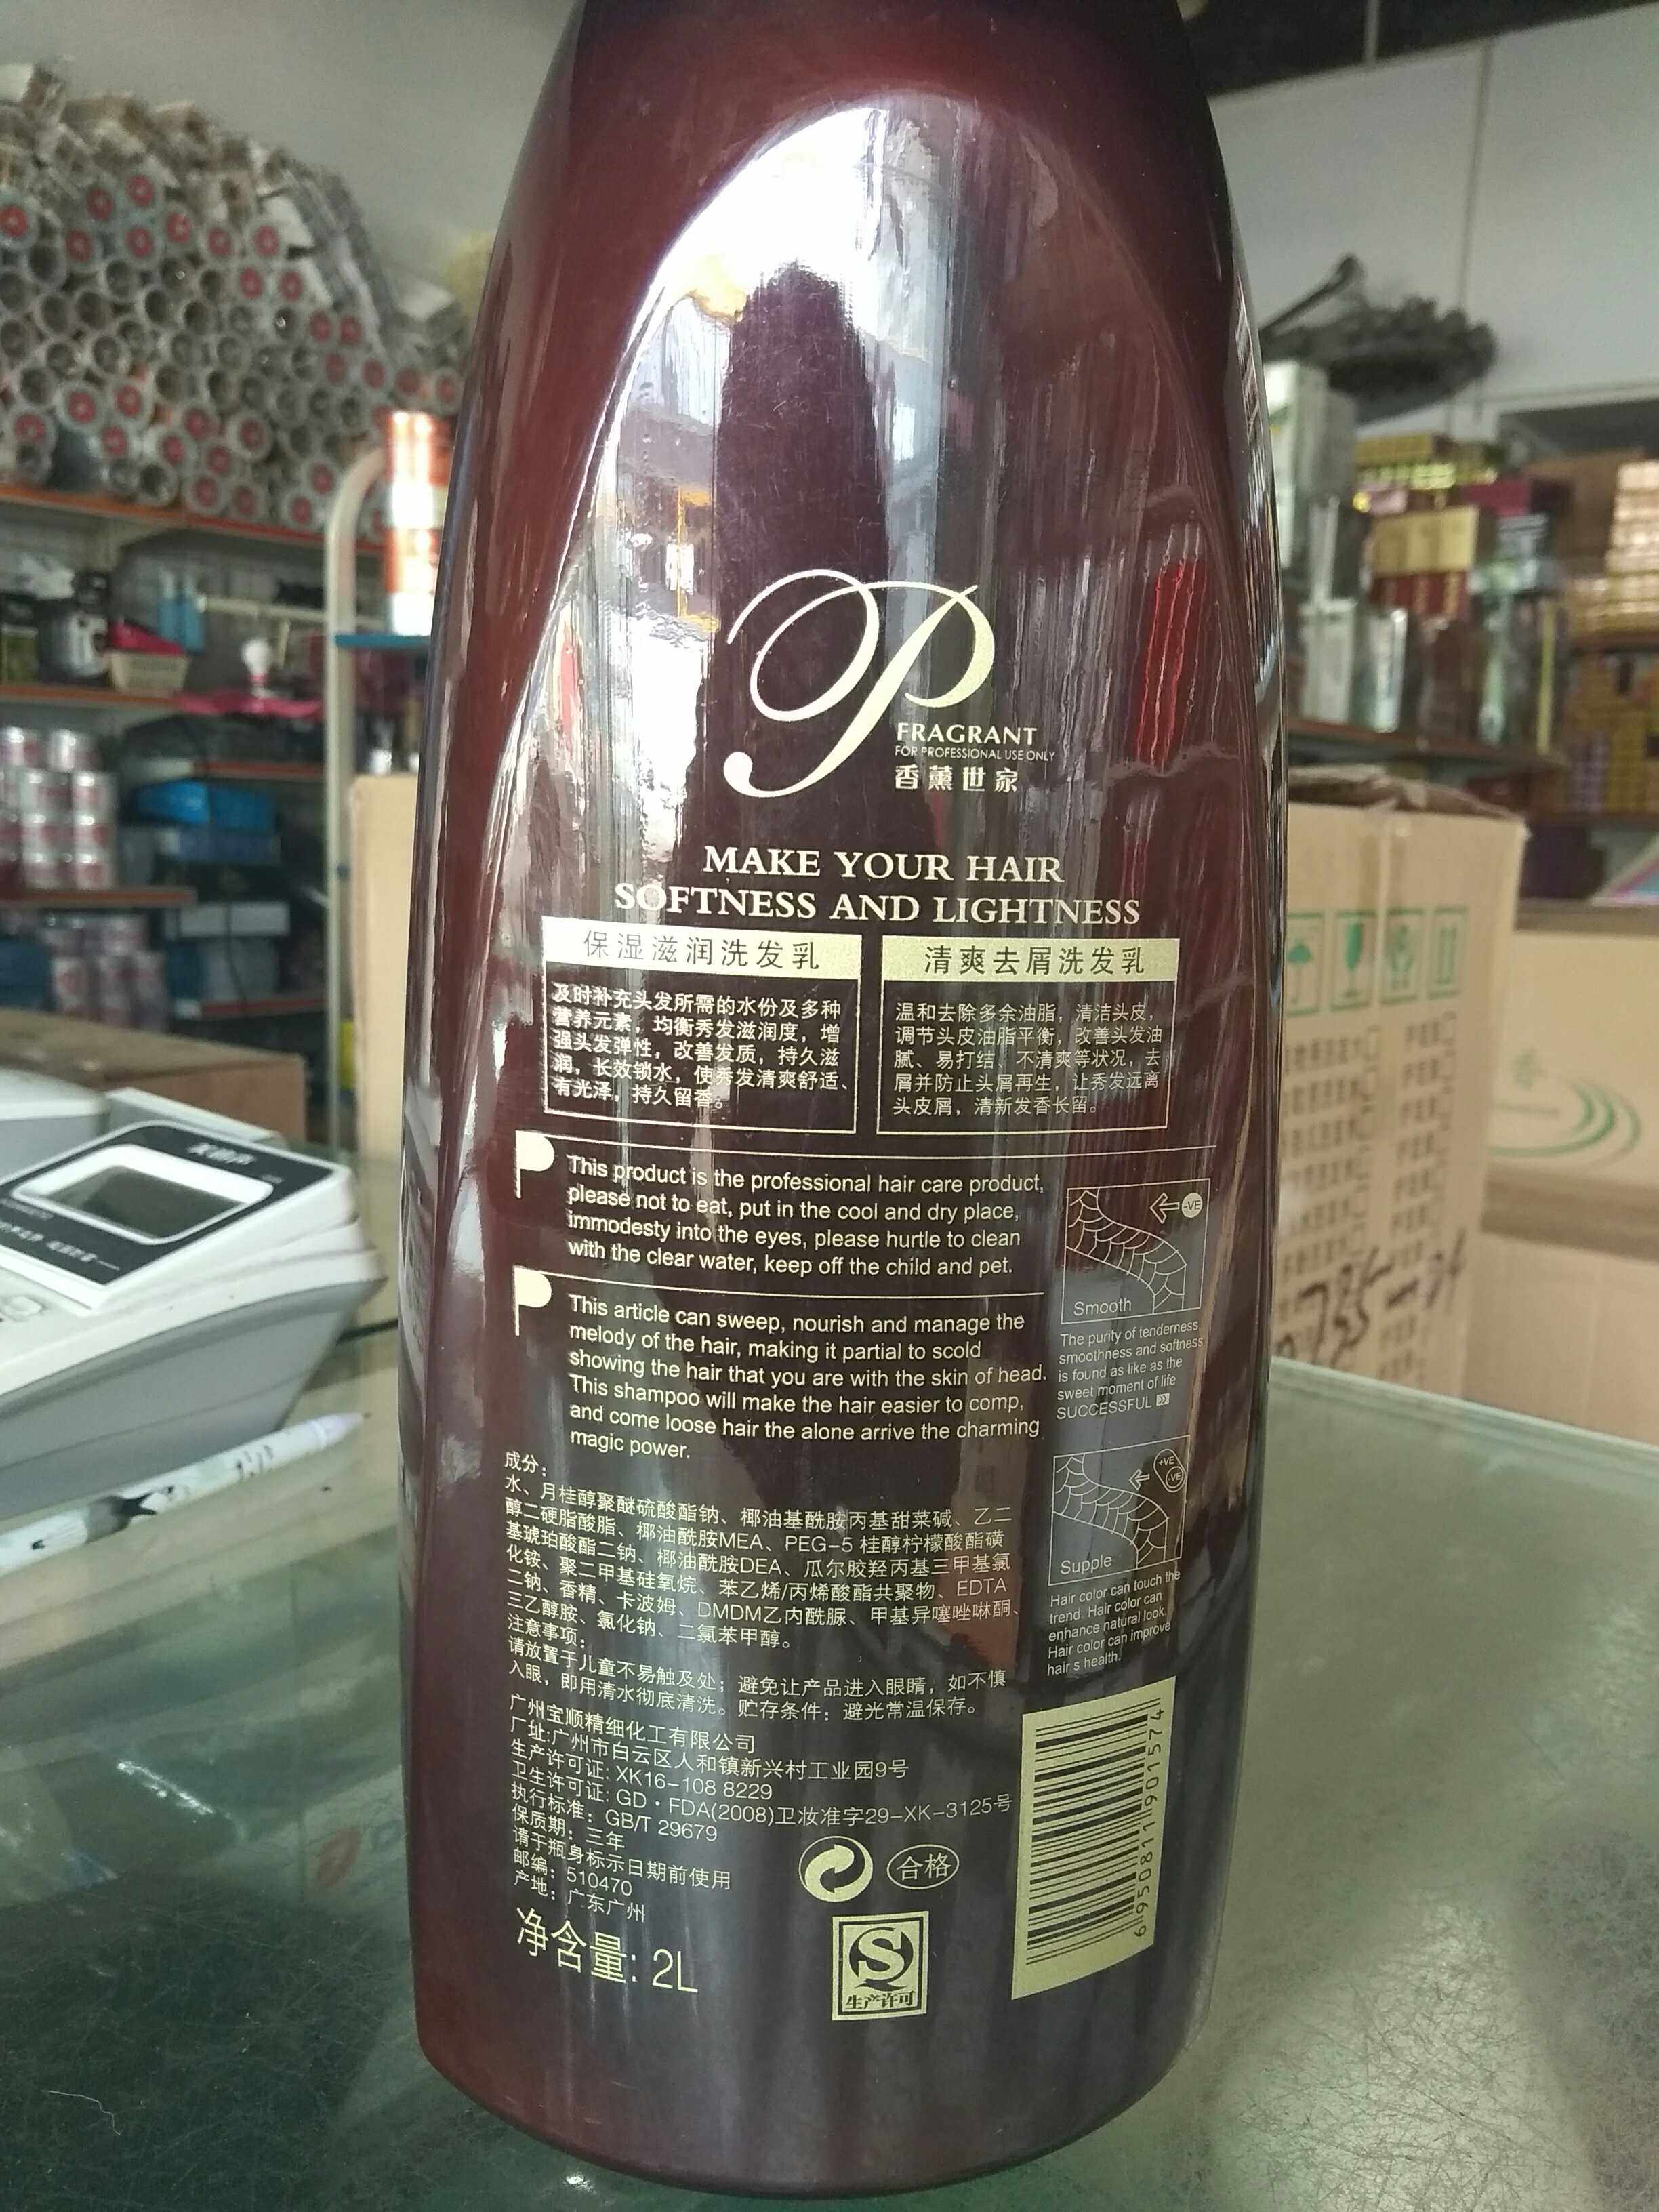 FRAGRANT
FOR PROFESSIONAL USE ONLY
香薰世家
MAKE YOUR HAIR
SOFTNESS AND LIGHTNESS
保湿滋润洗发乳
及时补充头发所需的水份及多种
营养元素，均衡秀发滋润度，增
强头发弹性，改善发质，持久滋
润，长效锁水，使秀发清爽舒适、
有光泽，持久留香。
清爽去屑洗发乳
温和去除多余油脂，清洁头皮，
调节头皮油脂平衡，改善头发油
腻、易打结、不清爽等状况，去
屑并防止头屑再生，让秀发远离
头皮屑，清新发香长留。
This product is the professional hair care product,
please not to eat, put in the cool and dry place,
immodesty into the eyes, please hurtle to clean
with the clear water, keep off the child and pet.
This article can sweep, nourish and manage the
melody of the hair, making it partial to scold
showing the hair that you are with the skin of head.
This shampoo will make the hair easier to comp,
and come loose hair the alone arrive the charming
magic power.
-VE
Smooth
The purity of tenderness,
smoothness and softness
is found as like as the
sweet moment of life
SUCCESSFUL
+VE
-VE
Supple
Hair color can touch the
trend. Hair color can
enhance natural look.
Hair color can improve
hair s health.
成分：
水、月桂醇聚醚硫酸酯钠、椰油基酰胺丙基甜菜碱、乙二
醇二硬脂酸脂、椰油酰胺MEA、PEG-5 桂醇柠檬酸酯磺
基琥珀酸酯二钠、椰油酰胺DEA、瓜尔胶羟丙基三甲基氯
化铵、聚二甲基硅氧烷、苯乙烯/丙烯酸酯共聚物、EDTA
二钠、香精、卡波姆、DMDM乙内酰脲、甲基异噻唑啉酮、
三乙醇胺、氯化钠、二氯苯甲醇。
注意事项：
请放置于儿童不易触及处；避免让产品进入眼睛，如不慎
入眼，即用清水彻底清洗。贮存条件：避光常温保存。
广州宝顺精细化工有限公司
厂址:广州市白云区人和镇新兴村工业园9号
生产许可证: XK16-108 8229
卫生许可证: GD·FDA(2008)卫妆准字29-XK-3125号
执行标准：GB/T 29679
保质期：三年
请于瓶身标示日期前使用
邮编：510470
产地：广东广州
净含量: 2L
合格
生产许可
6950811901574